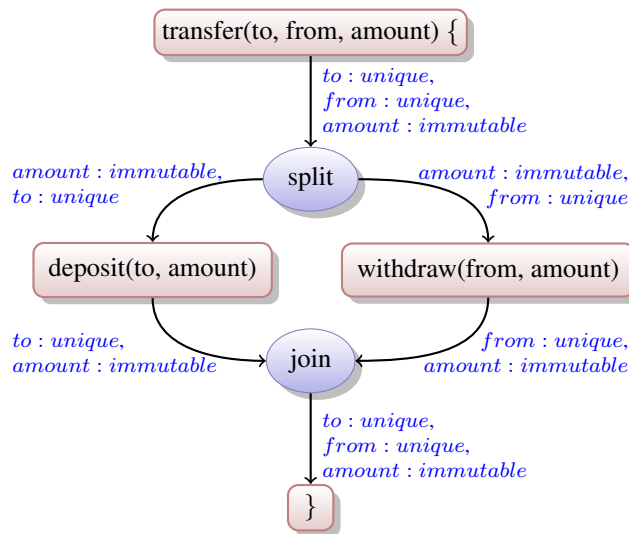 transfer(to, from, amount) {
to : unique,
from : unique,
amount : immutable
split
amount : immutable,
to : unique
amount : immutable,
from : unique
deposit(to, amount)
withdraw(from, amount)
to : unique,
amount : immutable
from : unique,
amount : immutable
join
to : unique,
from : unique,
amount : immutable
}